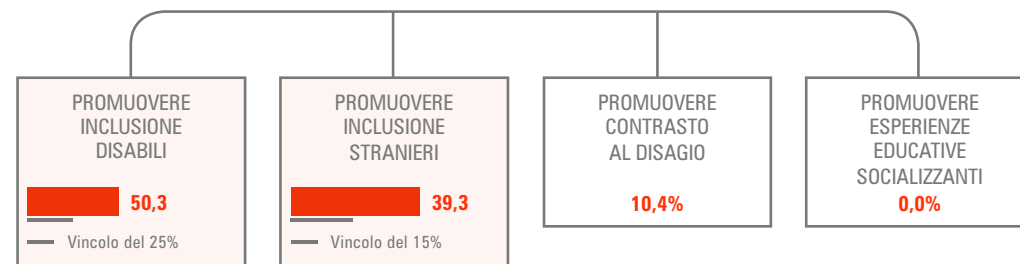 PROMUOVERE
INCLUSIONE
DISABILI
50,3
Vincolo del 25%
PROMUOVERE
INCLUSIONE
STRANIERI
39,3
Vincolo del 15%
PROMUOVERE
CONTRASTO
AL DISAGIO
10,4%
PROMUOVERE
ESPERIENZE
EDUCATIVE
SOCIALIZZANTI
0,0%